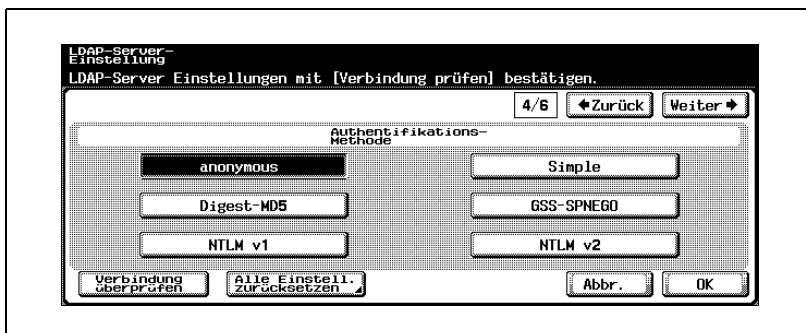 LDAP-Server-
Einstellung
LDAP-Server Einstellungen mit [Verbindung prüfen] bestätigen.
4/6 Zurück Weiter
Authentifikations-
Methode
anonymous Simple
Digest-MD5 GSS-SPNEGO
NTLM v1 NTLM v2
Verbindung
überprüfen
Alle Einstell.
zurücksetzen
Abbr. OK